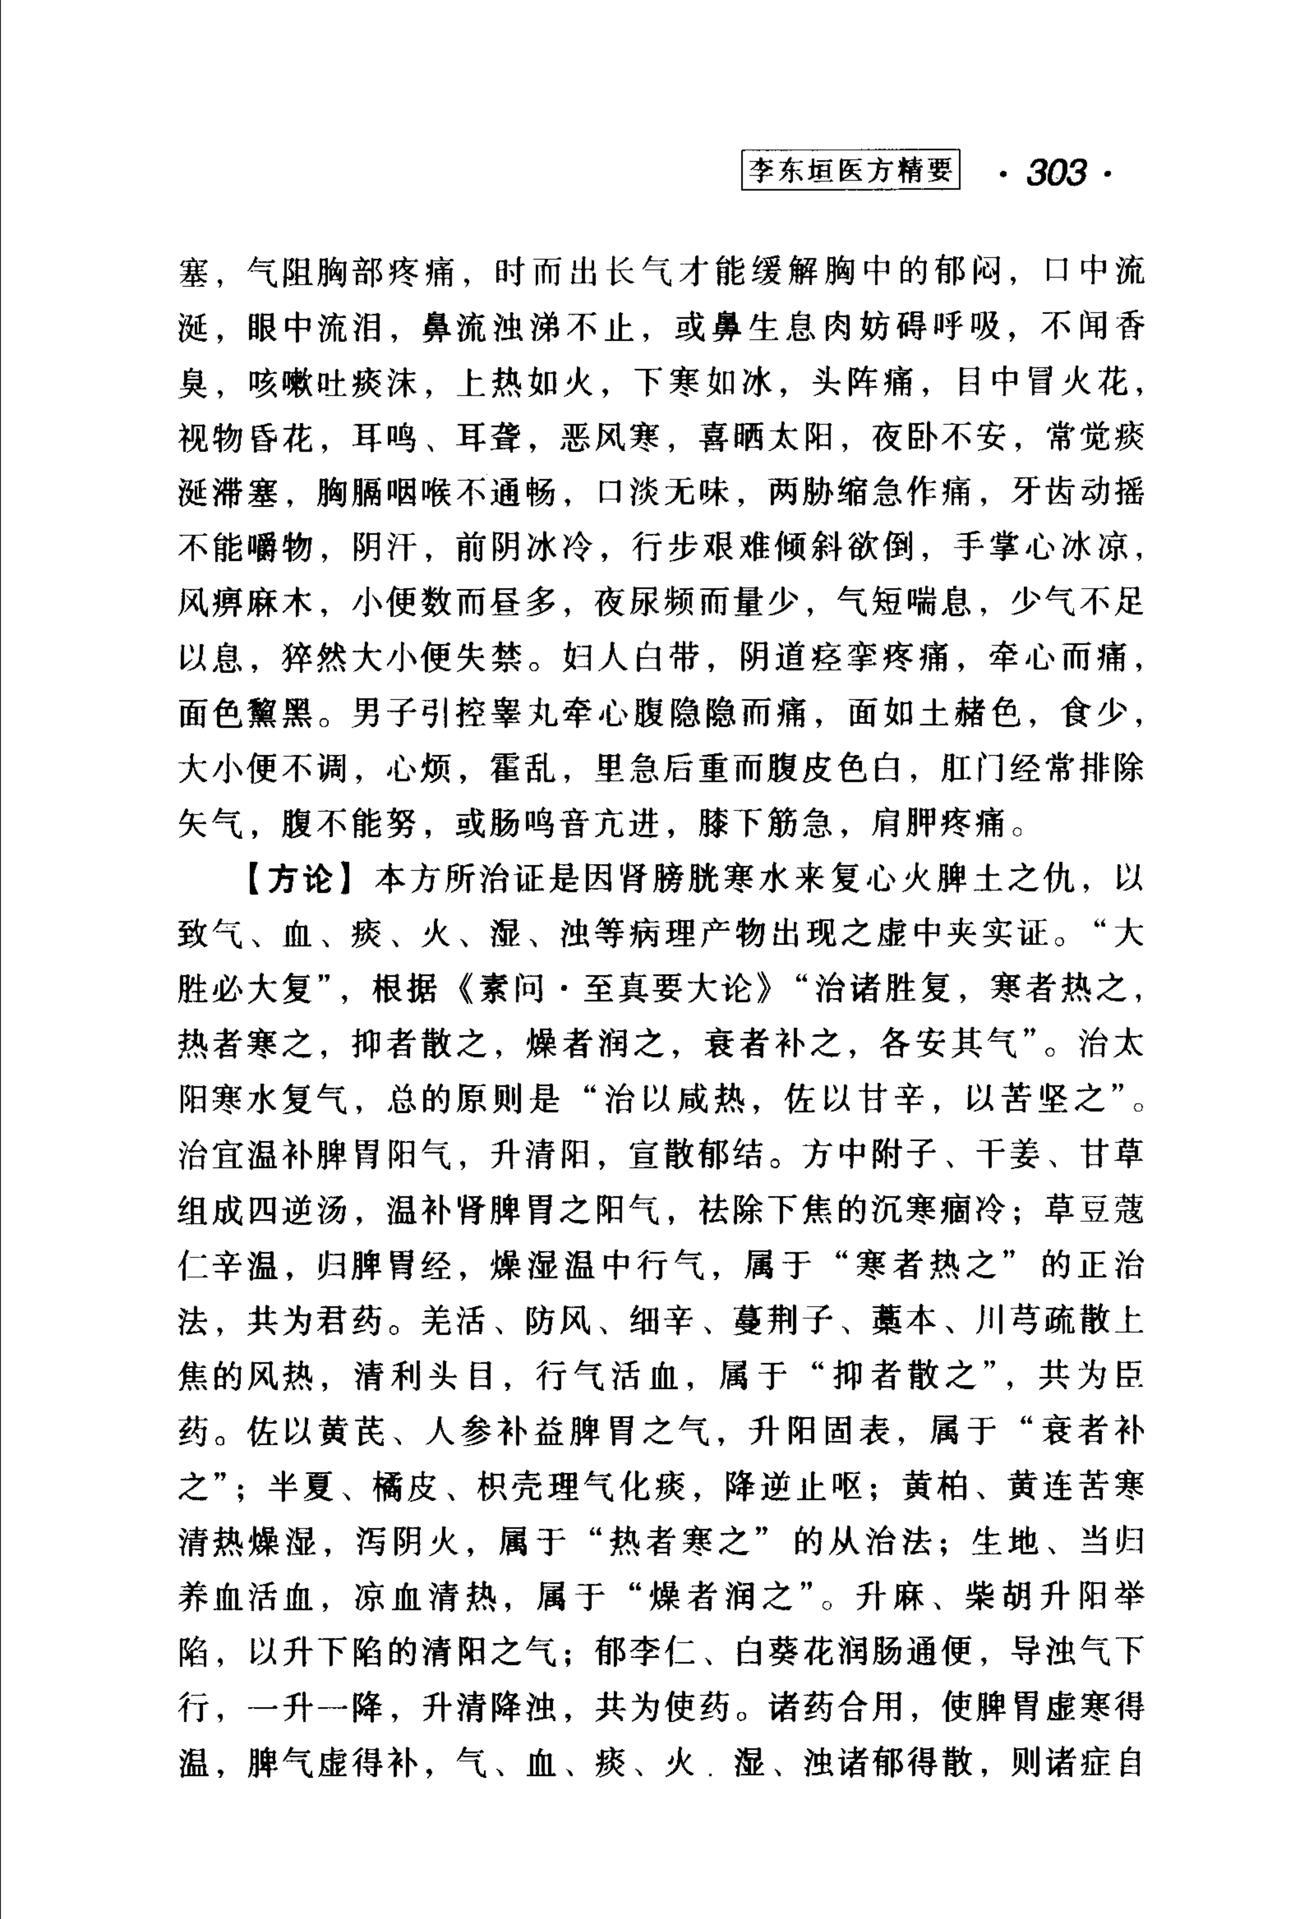 李东垣医方精要 · 303 ·
塞，气阻胸部疼痛，时而出长气才能缓解胸中的郁闷，口中流
涎，眼中流泪，鼻流浊涕不止，或鼻生息肉妨碍呼吸，不闻香
臭，咳嗽吐痰沫，上热如火，下寒如冰，头阵痛，目中冒火花，
视物昏花，耳鸣、耳聋，恶风寒，喜晒太阳，夜卧不安，常觉痰
涎滞塞，胸膈咽喉不通畅，口淡无味，两胁缩急作痛，牙齿动摇
不能嚼物，阴汗，前阴冰冷，行步艰难倾斜欲倒，手掌心冰凉，
风痹麻木，小便数而昼多，夜尿频而量少，气短喘息，少气不足
以息，猝然大小便失禁。妇人白带，阴道痉挛疼痛，牵心而痛，
面色黧黑。男子引控睾丸牵心腹隐隐而痛，面如土赭色，食少，
大小便不调，心烦，霍乱，里急后重而腹皮色白，肛门经常排除
矢气，腹不能努，或肠鸣音亢进，膝下筋急，肩胛疼痛。
【方论】本方所治证是因肾膀胱寒水来复心火脾土之仇，以
致气、血、痰、火、湿、浊等病理产物出现之虚中夹实证。“大
胜必大复”，根据《素问·至真要大论》“治诸胜复，寒者热之，
热者寒之，抑者散之，燥者润之，衰者补之，各安其气”。治太
阳寒水复气，总的原则是“治以咸热，佐以甘辛，以苦坚之”。
治宜温补脾胃阳气，升清阳，宣散郁结。方中附子、干姜、甘草
组成四逆汤，温补肾脾胃之阳气，祛除下焦的沉寒痼冷；草豆蔻
仁辛温，归脾胃经，燥湿温中行气，属于“寒者热之”的正治
法，共为君药。羌活、防风、细辛、蔓荆子、藁本、川芎疏散上
焦的风热，清利头目，行气活血，属于“抑者散之”，共为臣
药。佐以黄芪、人参补益脾胃之气，升阳固表，属于“衰者补
之”；半夏、橘皮、枳壳理气化痰，降逆止呕；黄柏、黄连苦寒
清热燥湿，泻阴火，属于“热者寒之”的从治法；生地、当归
养血活血，凉血清热，属于“燥者润之”。升麻、柴胡升阳举
陷，以升下陷的清阳之气；郁李仁、白葵花润肠通便，导浊气下
行，一升一降，升清降浊，共为使药。诸药合用，使脾胃虚寒得
温，脾气虚得补，气、血、痰、火．湿、浊诸郁得散，则诸症自